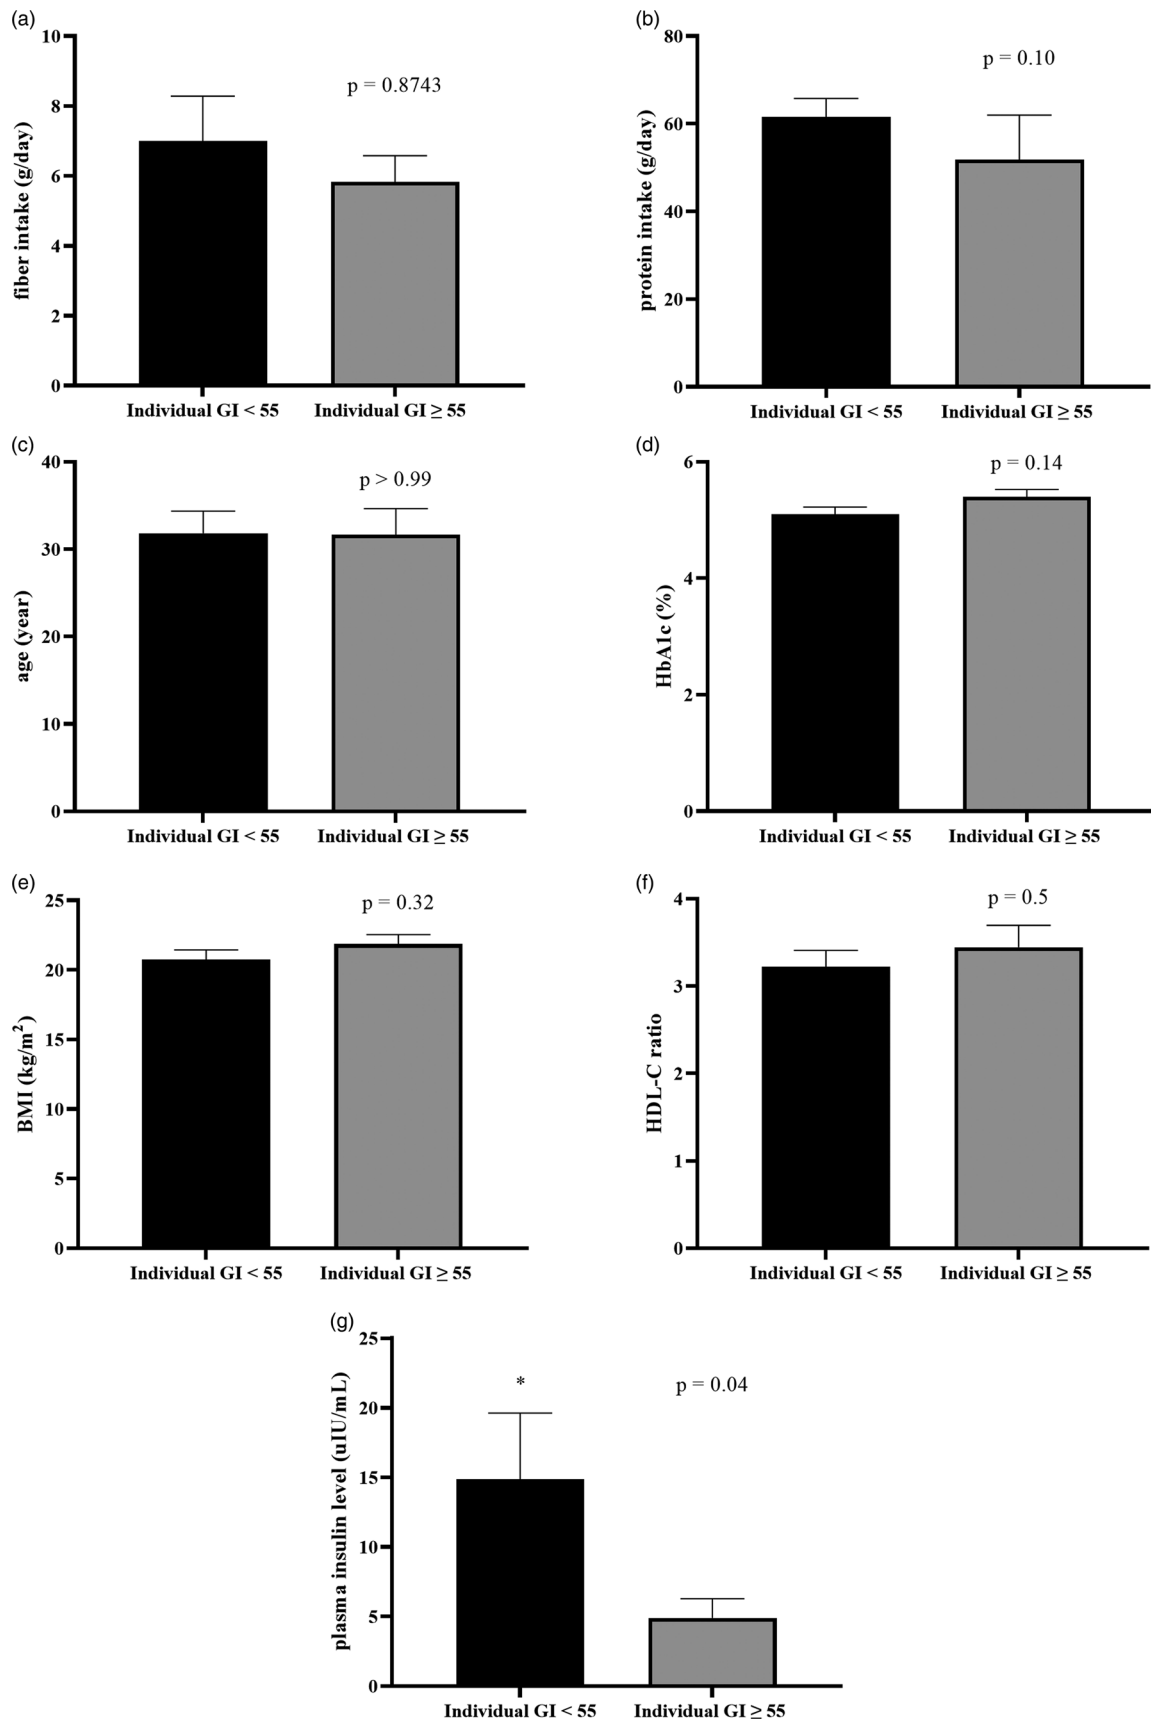 (a)
fiber intake (g/day)
10
8
6
4
2
0
p = 0.8743
Individual GI < 55
Individual GI ≥ 55
(b)
protein intake (g/day)
80
60
40
20
0
p = 0.10
Individual GI < 55
Individual GI ≥ 55
(c)
age (year)
40
30
20
10
0
p > 0.99
Individual GI < 55
Individual GI ≥ 55
(d)
HbA1c (%)
6
4
2
0
p = 0.14
Individual GI < 55
Individual GI ≥ 55
(e)
BMI (kg/m²)
25
20
15
10
5
0
p = 0.32
Individual GI < 55
Individual GI ≥ 55
(f)
HDL-C ratio
4
3
2
1
0
p = 0.5
Individual GI < 55
Individual GI ≥ 55
(g)
plasma insulin level (uIU/mL)
25
20
15
10
5
0
*
p = 0.04
Individual GI < 55
Individual GI ≥ 55